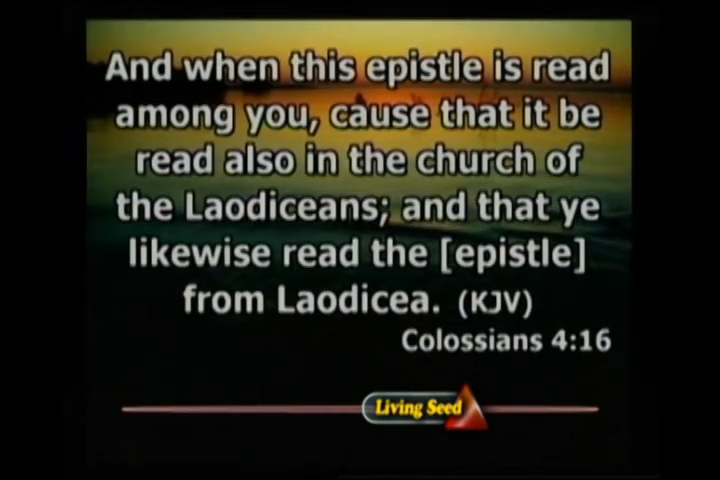 And when this epistle is read
among you, cause that it be
read also in the church of
the Laodiceans; and that ye
likewise read the [epistle]
from Laodicea. (KJV)
Colossians 4:16
Living Seed